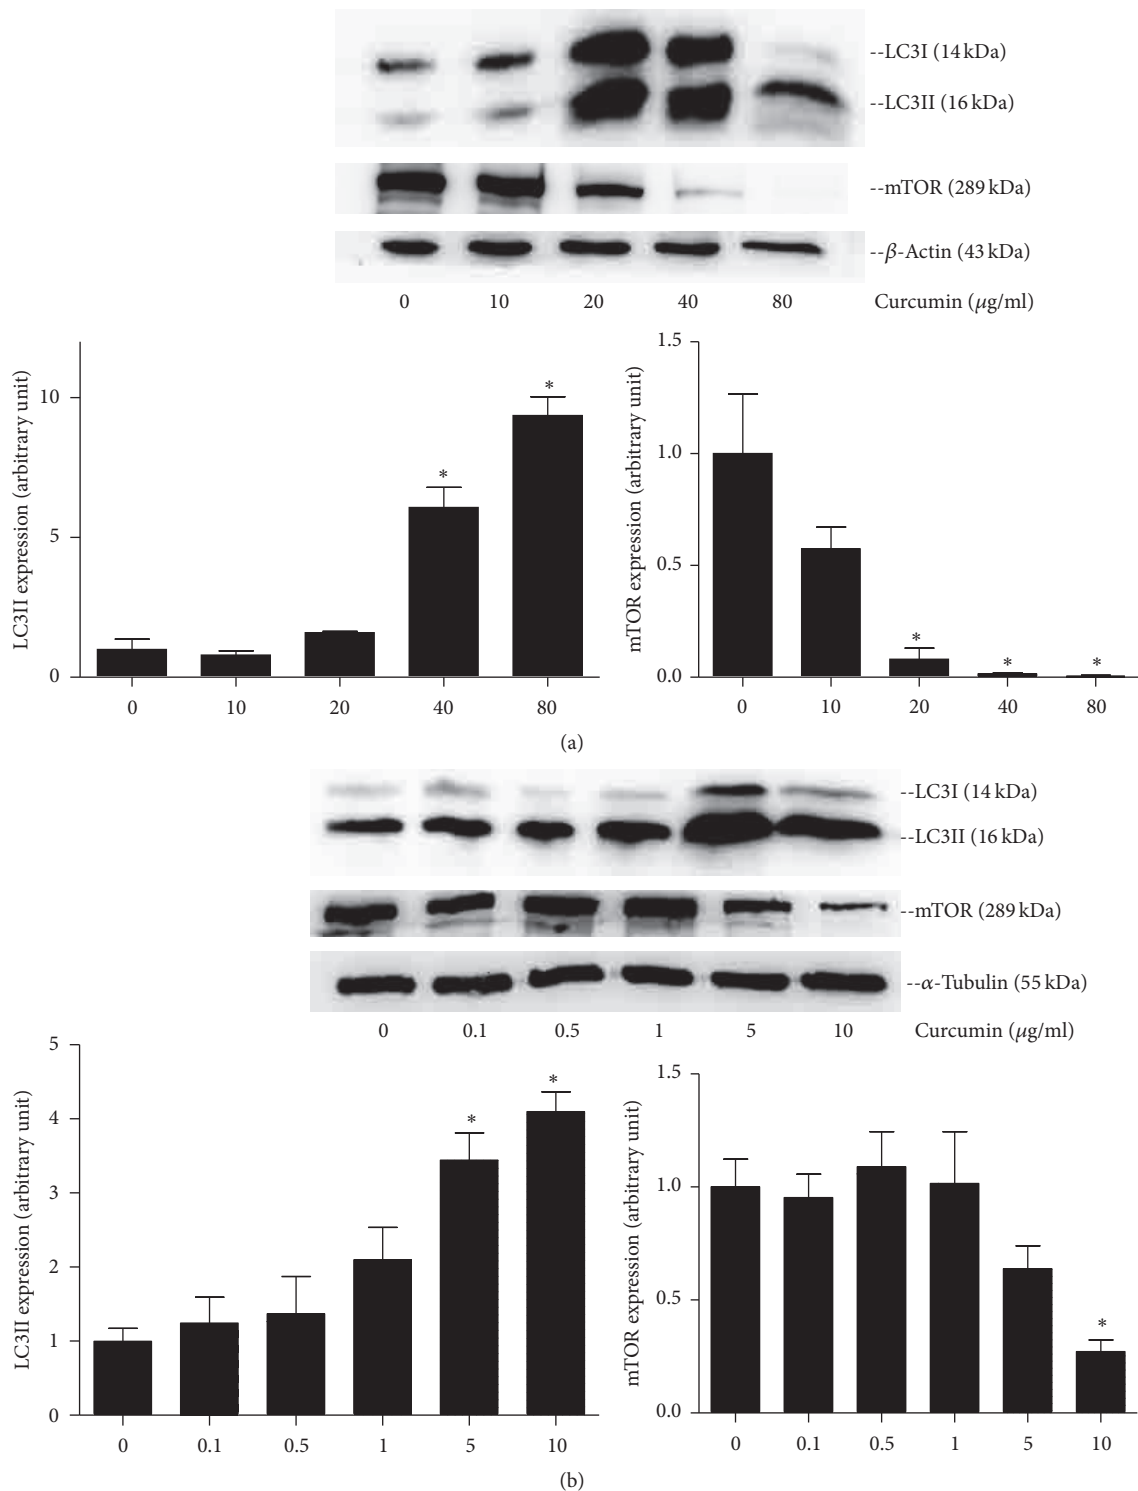 --LC3I (14 kDa)
--LC3II (16 kDa)
--mTOR (289 kDa)
--β-Actin (43 kDa)
0 10 20 40 80 Curcumin (μg/ml)
LC3II expression (arbitrary unit)
10
5
0
*
*
0 10 20 40 80
mTOR expression (arbitrary unit)
1.5
1.0
0.5
0.0
*
*
*
0 10 20 40 80
(a)
--LC3I (14 kDa)
--LC3II (16 kDa)
--mTOR (289 kDa)
--α-Tubulin (55 kDa)
0 0.1 0.5 1 5 10 Curcumin (μg/ml)
LC3II expression (arbitrary unit)
5
4
3
2
1
0
*
*
0 0.1 0.5 1 5 10
mTOR expression (arbitrary unit)
1.5
1.0
0.5
0.0
*
0 0.1 0.5 1 5 10
(b)